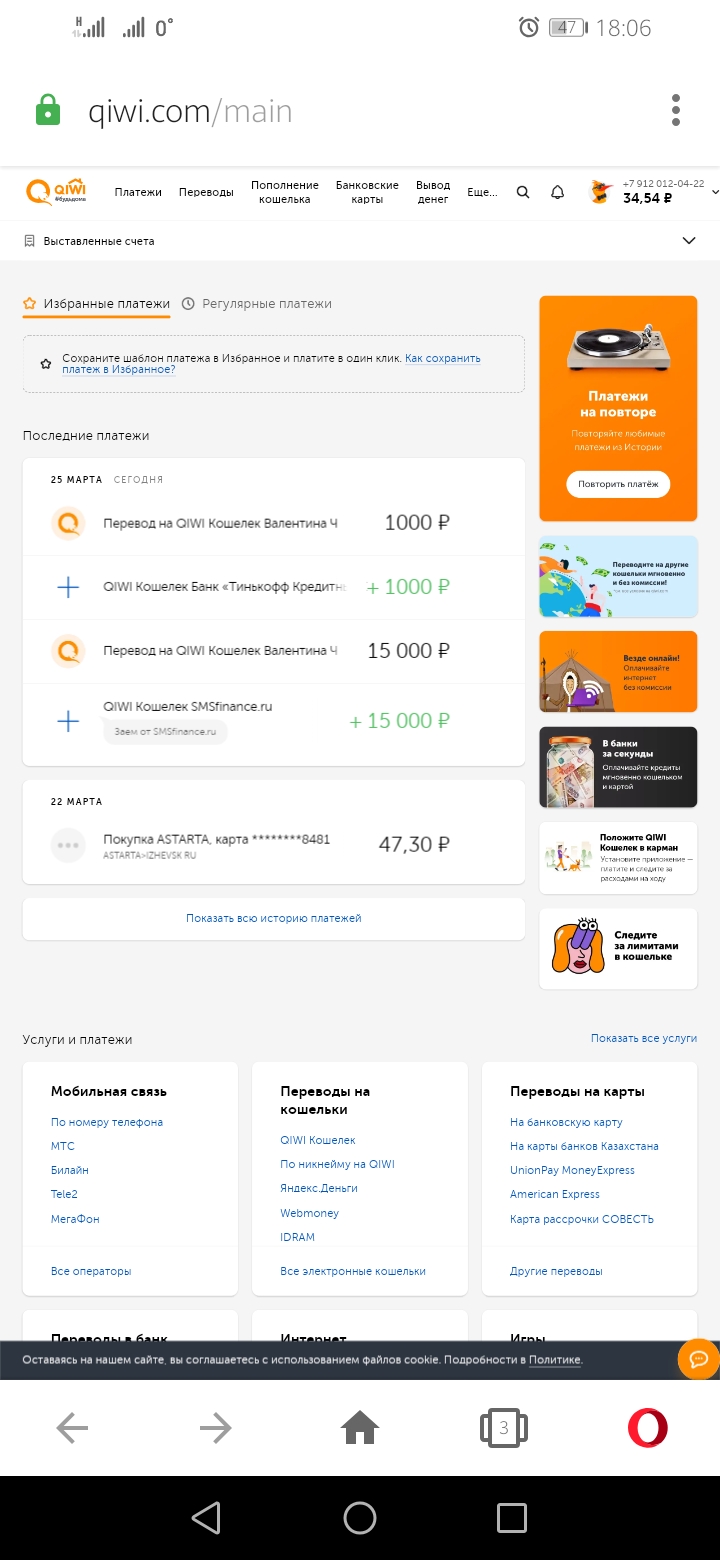 H
0°
47
18:06
qiwi.com/main
QIWI
#будьдома
Платежи
Переводы
Пополнение
кошелька
Банковские
карты
Вывод
денег
Еще...
+7 912 012-04-22
34,54 ₽
Выставленные счета
Избранные платежи
Регулярные платежи
Сохраните шаблон платежа в Избранное и платите в один клик. Как сохранить
платеж в Избранное?
Платежи
на повторе
Повторяйте любимые
платежи из Истории
Повторить платёж
Последние платежи
25 МАРТА СЕГОДНЯ
Перевод на QIWI Кошелек Валентина Ч 1000 ₽
QIWI Кошелек Банк «Тинькофф Кредитн + 1000 ₽
Перевод на QIWI Кошелек Валентина Ч 15 000 ₽
QIWI Кошелек SMSfinance.ru
Заем от SMSfinance.ru
+ 15 000 ₽
22 МАРТА
Покупка ASTARTA, карта ********8481
ASTARTA>IZHEVSK RU
47,30 ₽
Показать всю историю платежей
Переводите на другие
кошельки мгновенно
и без комиссии!
Везде онлайн!
Оплачивайте
интернет
без комиссии
В банки
за секунды
Оплачивайте кредиты
мгновенно кошельком
и картой
Положите QIWI
Кошелек в карман
Установите приложение —
платите и следите за
расходами на ходу
Следите
за лимитами
в кошельке
Услуги и платежи
Показать все услуги
Мобильная связь
По номеру телефона
МТС
Билайн
Tele2
МегаФон
Все операторы
Переводы на
кошельки
QIWI Кошелек
По никнейму на QIWI
Яндекс.Деньги
Webmoney
IDRAM
Все электронные кошельки
Переводы на карты
На банковскую карту
На карты банков Казахстана
UnionPay MoneyExpress
American Express
Карта рассрочки СОВЕСТЬ
Другие переводы
Переводы в банк
Интернет
Игры
Оставаясь на нашем сайте, вы соглашаетесь с использованием файлов cookie. Подробности в Политике.
3